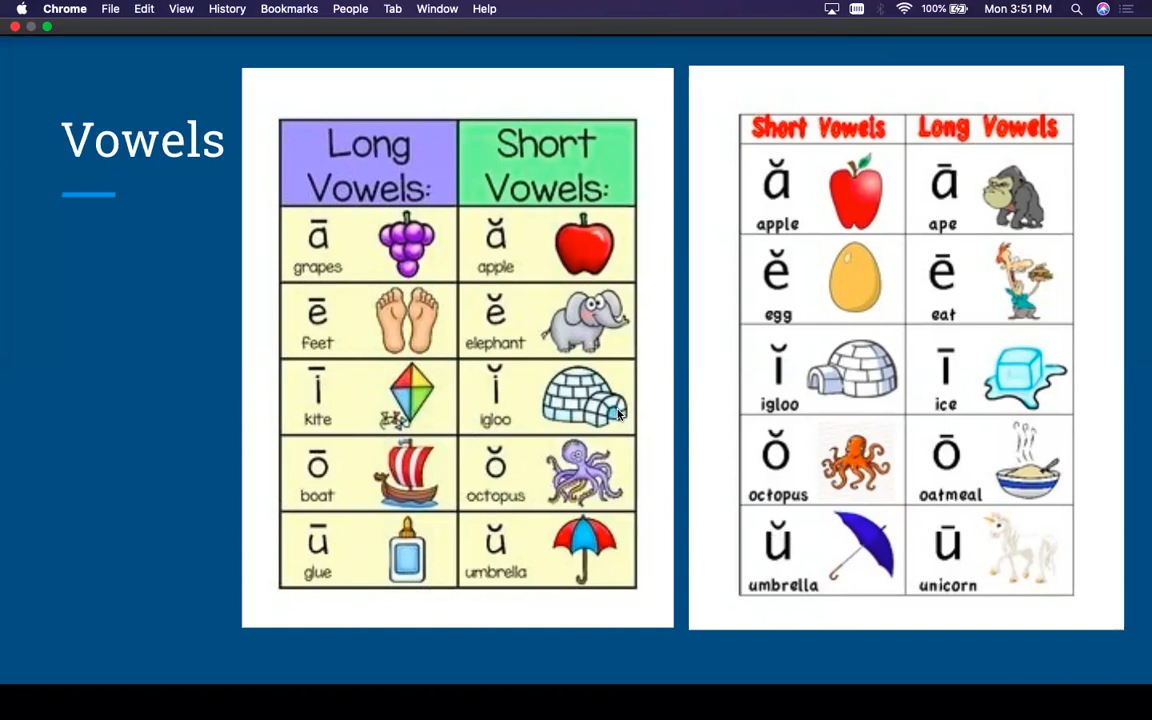 Chrome File Edit View History Bookmarks People Tab Window Help 100% Mon 3:51 PM
Vowels
Long Vowels:
Short Vowels:
ā
grapes
ă
apple
ē
feet
ĕ
elephant
ī
kite
ĭ
igloo
ō
boat
ŏ
octopus
ū
glue
ŭ
umbrella
Short Vowels
Long Vowels
ă
apple
ā
ape
ĕ
egg
ē
eat
ĭ
igloo
ī
ice
ŏ
octopus
ō
oatmeal
ŭ
umbrella
ū
unicorn